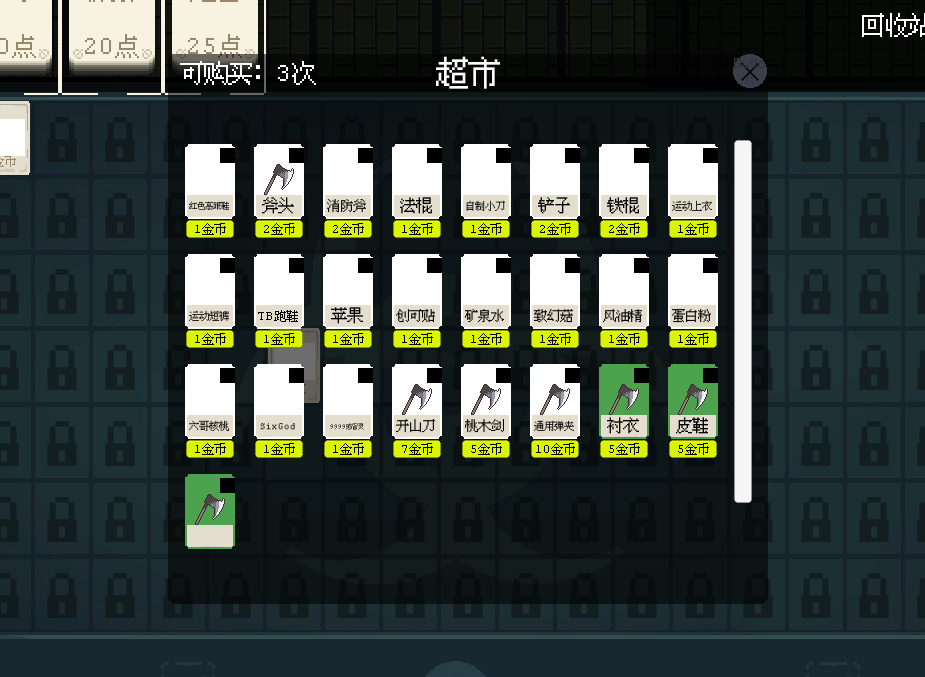 20点
25点
回收站
可购买：3次
超市
红色高跟鞋
斧头
消防斧
法棍
自制小刀
铲子
铁棍
运动上衣
1金币
2金币
2金币
1金币
1金币
2金币
2金币
1金币
运动短裤
TB跑鞋
苹果
创可贴
矿泉水
致幻菇
风油精
蛋白粉
1金币
1金币
1金币
1金币
1金币
1金币
1金币
1金币
六哥核桃
SixGod
9999感冒灵
开山刀
桃木剑
通用弹夹
衬衣
皮鞋
1金币
1金币
1金币
7金币
5金币
10金币
5金币
5金币